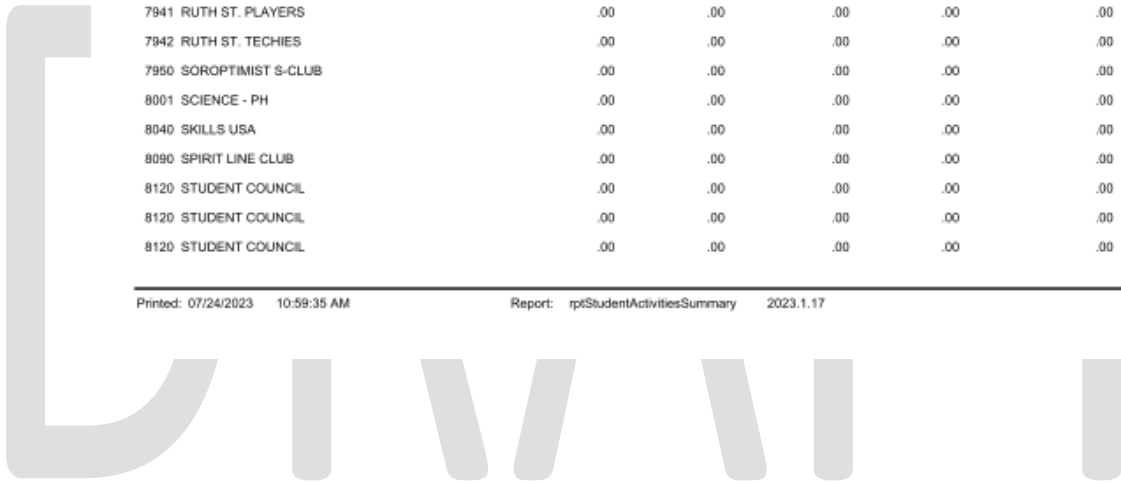 7941 RUTH ST. PLAYERS .00 .00 .00 .00 .00
7942 RUTH ST. TECHIES .00 .00 .00 .00 .00
7950 SOROPTIMIST S-CLUB .00 .00 .00 .00 .00
8001 SCIENCE - PH .00 .00 .00 .00 .00
8040 SKILLS USA .00 .00 .00 .00 .00
8090 SPIRIT LINE CLUB .00 .00 .00 .00 .00
8120 STUDENT COUNCIL .00 .00 .00 .00 .00
8120 STUDENT COUNCIL .00 .00 .00 .00 .00
8120 STUDENT COUNCIL .00 .00 .00 .00 .00
Printed: 07/24/2023 10:59:35 AM Report: rptStudentActivitiesSummary 2023.1.17